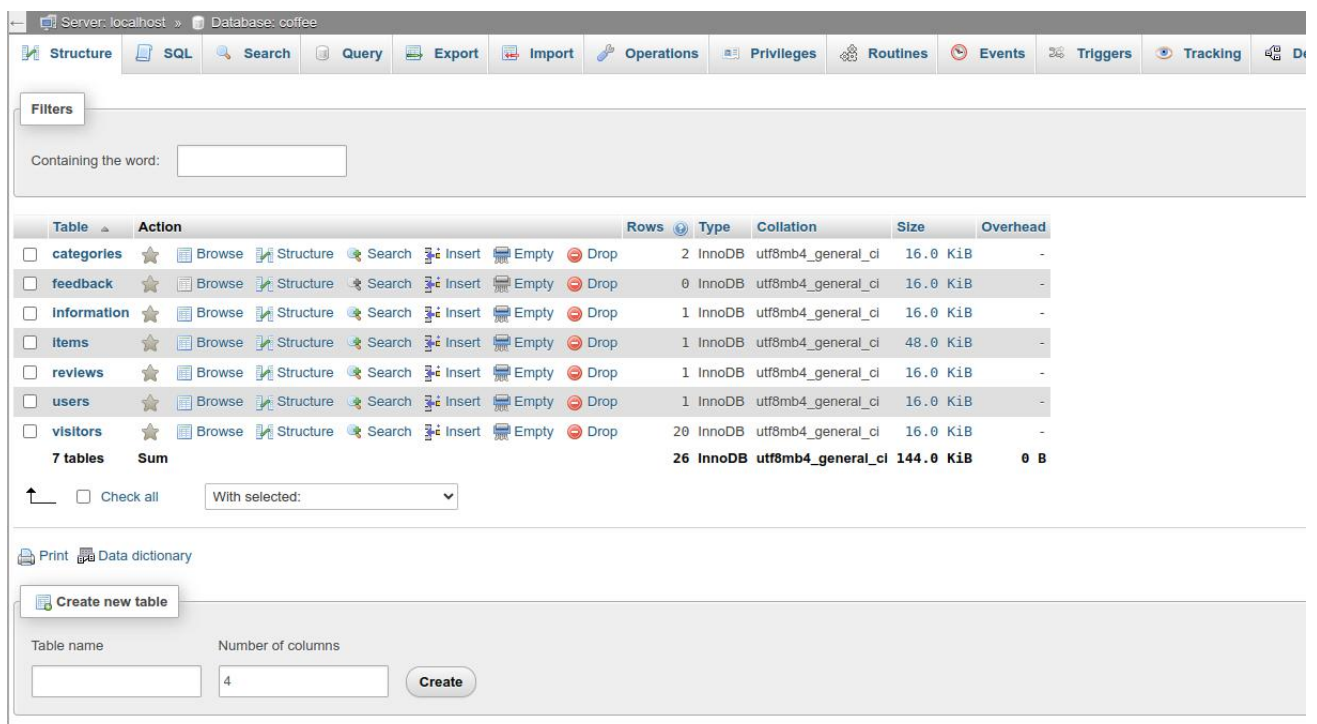 Server: localhost » Database: coffee
Structure SQL Search Query Export Import Operations Privileges Routines Events Triggers Tracking
Filters
Containing the word:
Table Action Rows Type Collation Size Overhead
categories Browse Structure Search Insert Empty Drop 2 InnoDB utf8mb4_general_ci 16.0 KiB -
feedback Browse Structure Search Insert Empty Drop 0 InnoDB utf8mb4_general_ci 16.0 KiB -
information Browse Structure Search Insert Empty Drop 1 InnoDB utf8mb4_general_ci 16.0 KiB -
items Browse Structure Search Insert Empty Drop 1 InnoDB utf8mb4_general_ci 48.0 KiB -
reviews Browse Structure Search Insert Empty Drop 1 InnoDB utf8mb4_general_ci 16.0 KiB -
users Browse Structure Search Insert Empty Drop 1 InnoDB utf8mb4_general_ci 16.0 KiB -
visitors Browse Structure Search Insert Empty Drop 20 InnoDB utf8mb4_general_ci 16.0 KiB -
7 tables Sum 26 InnoDB utf8mb4_general_ci 144.0 KiB 0 B
Check all With selected:
Print Data dictionary
Create new table
Table name Number of columns
4 Create